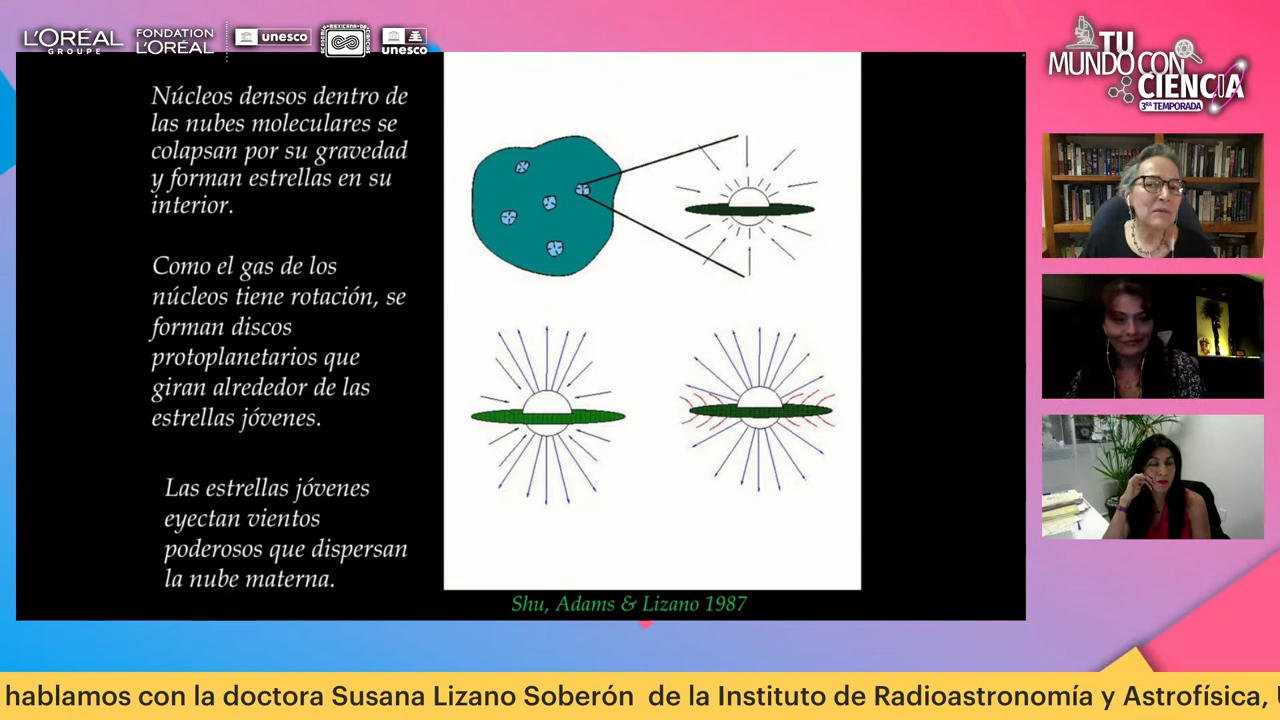 L'ORÉAL
GROUPE
FONDATION
L'ORÉAL
unesco
unesco
TU
MUNDO CON
CIENCIA
3RA TEMPORADA
Núcleos densos dentro de
las nubes moleculares se
colapsan por su gravedad
y forman estrellas en su
interior.
Como el gas de los
núcleos tiene rotación, se
forman discos
protoplanetarios que
giran alrededor de las
estrellas jóvenes.
Las estrellas jóvenes
eyectan vientos
poderosos que dispersan
la nube materna.
Shu, Adams & Lizano 1987
hablamos con la doctora Susana Lizano Soberón de la Instituto de Radioastronomía y Astrofísica,